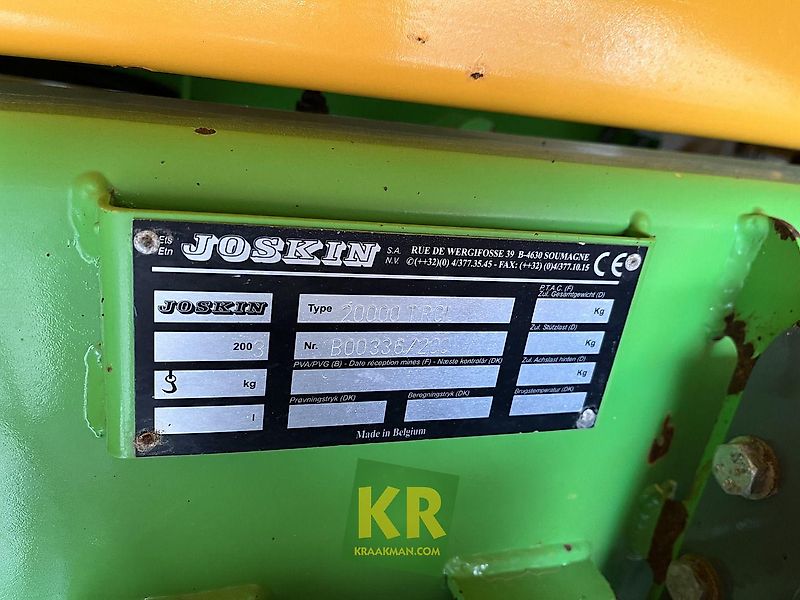 Ets
Etn
JOSKIN S.A.
N.V.
RUE DE WERGIFOSSE 39 B-4630 SOUMAGNE
✆(++32)(0) 4/377.35.45 - FAX: (++32) (0)4/377.10.15
CE
JOSKIN
Type 20000
P.T.A.C. (F)
Zul. Gesamtgewicht (D)
Kg
2003
Nr. B00336/
Zul. Stützlast (D)
Kg
kg
PVA/PVG (B) - Date réception mines (F) - Næste kontrolår (DK)
Zul. Achslast hinten (D)
Kg
l
Prøvningstryk (DK)
Beregningstryk (DK)
Brugstemperatur (DK)
Made in Belgium
KR
KRAAKMAN.COM